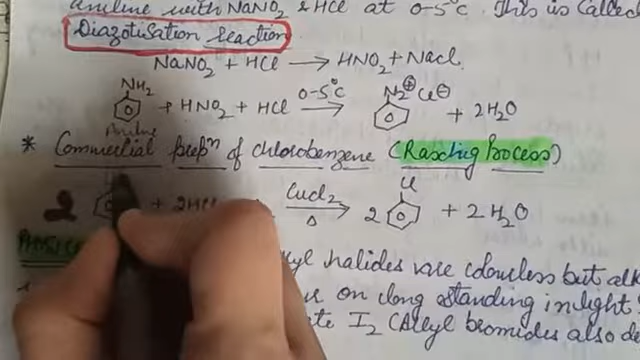 aniline with NaNO₂ & HCl at 0-5°C. This is called
Diazotisation reaction
NaNO₂ + HCl → HNO₂ + NaCl
NH₂ + HNO₂ + HCl 0-5°C → N₂⊕ Cl⊖ + 2H₂O
Aniline
* Commercial prepⁿ of chlorobenzene (Rasching Process)
2 + 2HCl CuCl₂ Δ → 2 Cl + 2H₂O
halides are colourless but
on long standing in light
I₂ (Alkyl bromides also